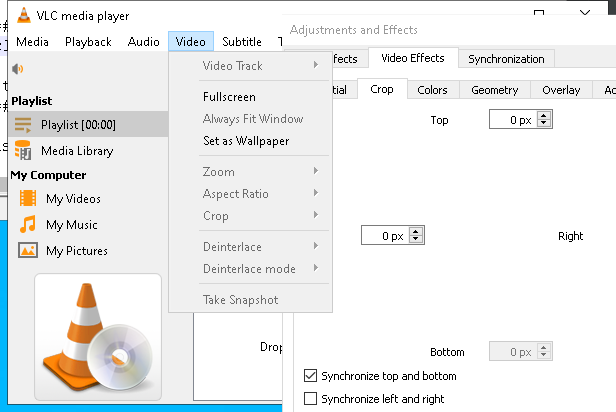 VLC media player
Adjustments and Effects
Media Playback Audio Video Subtitle T
ffects Video Effects Synchronization
tial Crop Colors Geometry Overlay
Video Track
Fullscreen
Always Fit Window
Set as Wallpaper
Zoom
Aspect Ratio
Crop
Deinterlace
Deinterlace mode
Take Snapshot
Playlist
Playlist [00:00]
Media Library
My Computer
My Videos
My Music
My Pictures
Drop
Top 0 px
0 px Right
Bottom 0 px
Synchronize top and bottom
Synchronize left and right